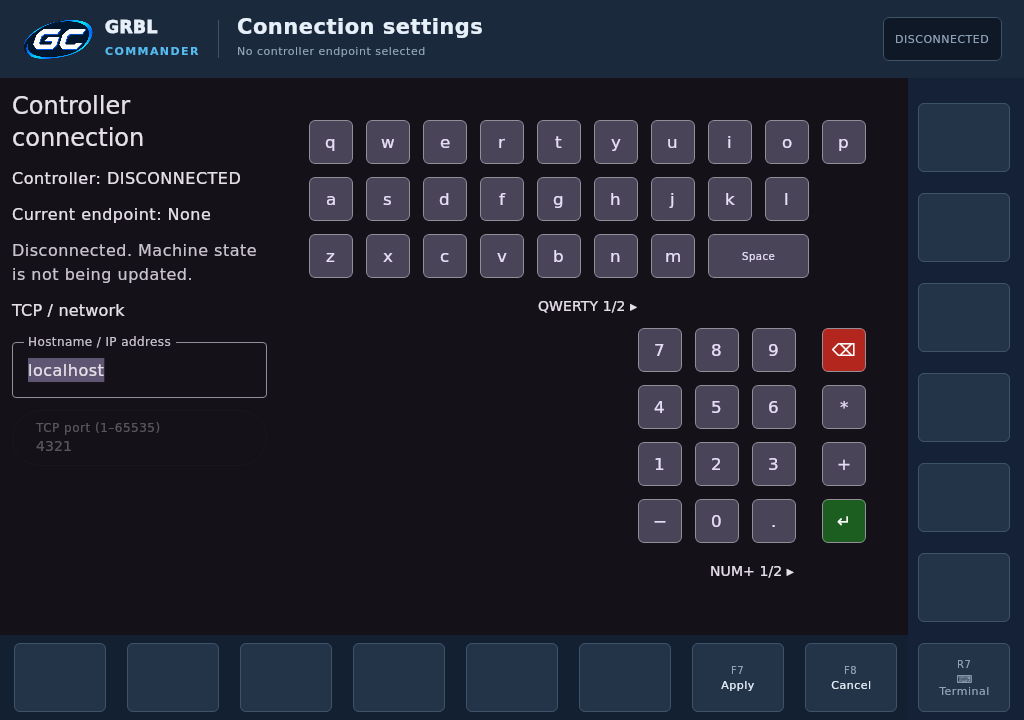 GC
GRBL
COMMANDER
Connection settings
No controller endpoint selected
DISCONNECTED
Controller
connection
Controller: DISCONNECTED
Current endpoint: None
Disconnected. Machine state
is not being updated.
TCP / network
Hostname / IP address
localhost
TCP port (1–65535)
4321
q w e r t y u i o p
a s d f g h j k l
z x c v b n m Space
QWERTY 1/2 ▸
7 8 9 ⌫
4 5 6 *
1 2 3 +
− 0 . ↵
NUM+ 1/2 ▸
F7
Apply
F8
Cancel
R7
⌨
Terminal